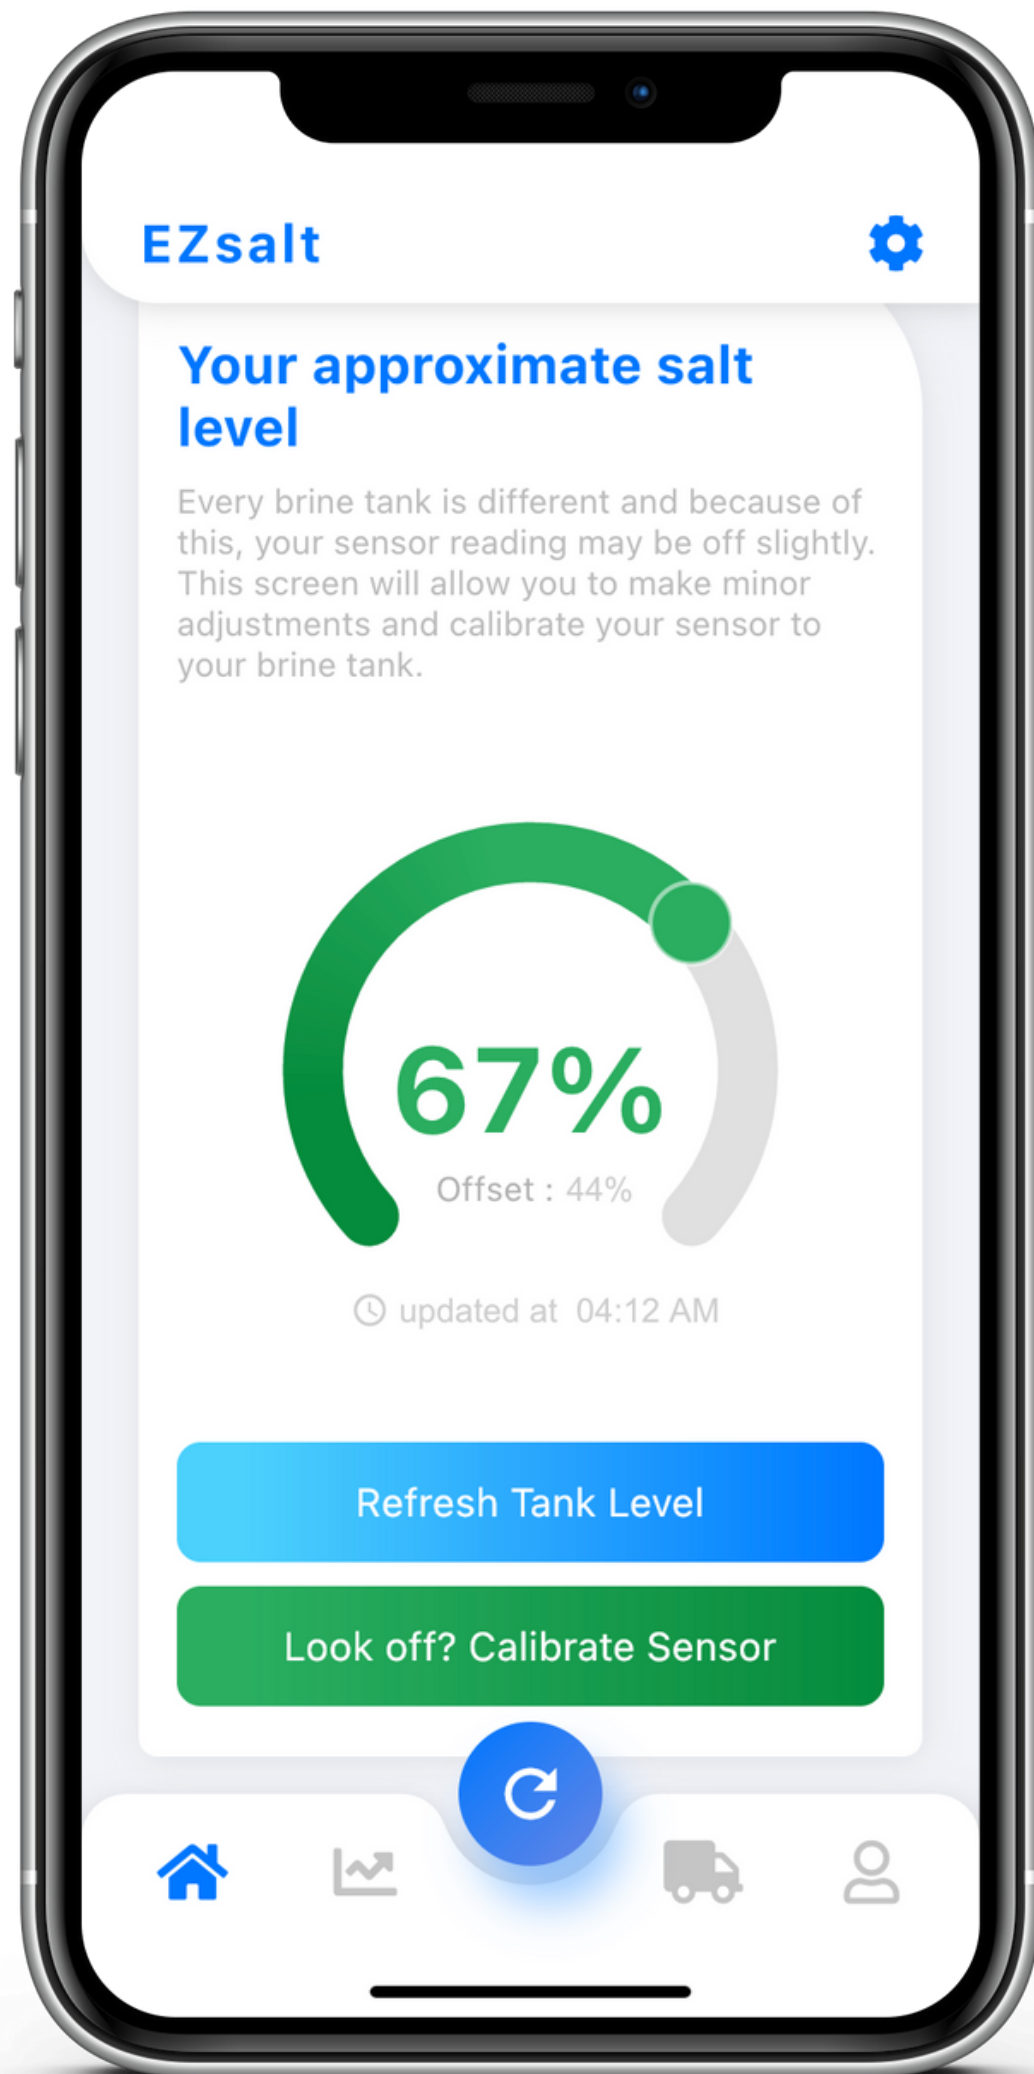 EZsalt
Your approximate salt
level
Every brine tank is different and because of
this, your sensor reading may be off slightly.
This screen will allow you to make minor
adjustments and calibrate your sensor to
your brine tank.
67%
Offset : 44%
updated at 04:12 AM
Refresh Tank Level
Look off? Calibrate Sensor